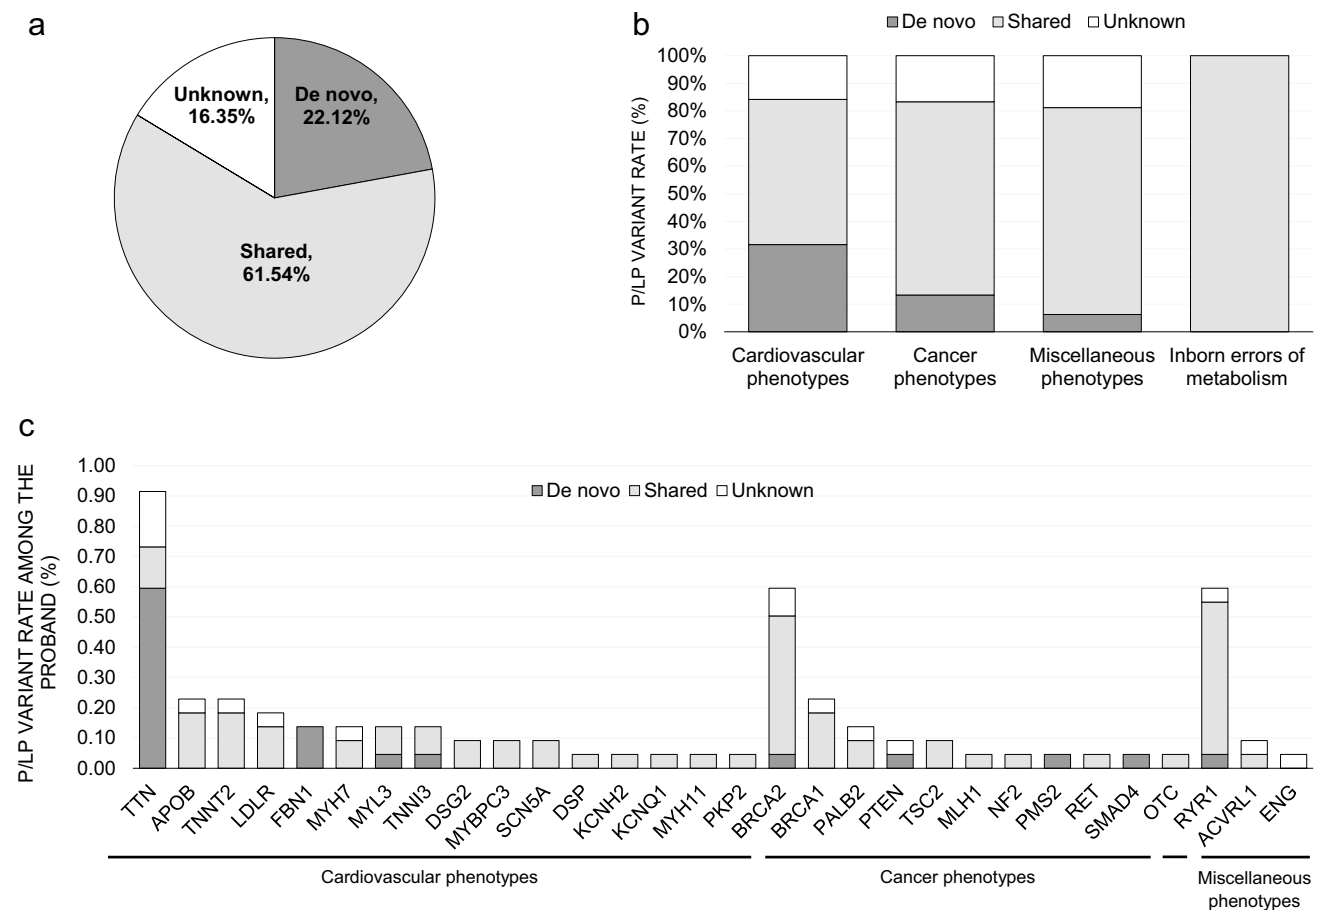 a
Unknown,
16.35%
De novo,
22.12%
Shared,
61.54%
b
De novo Shared Unknown
P/LP VARIANT RATE (%)
100%
90%
80%
70%
60%
50%
40%
30%
20%
10%
0%
Cardiovascular
phenotypes
Cancer
phenotypes
Miscellaneous
phenotypes
Inborn errors of
metabolism
c
P/LP VARIANT RATE AMONG THE
PROBAND (%)
De novo Shared Unknown
1.00
0.90
0.80
0.70
0.60
0.50
0.40
0.30
0.20
0.10
0.00
TTN
APOB
TNNT2
LDLR
FBN1
MYH7
MYL3
TNNI3
DSG2
MYBPC3
SCN5A
DSP
KCNH2
KCNQ1
MYH11
PKP2
BRCA2
BRCA1
PALB2
PTEN
TSC2
MLH1
NF2
PMS2
RET
SMAD4
OTC
RYR1
ACVRL1
ENG
Cardiovascular phenotypes
Cancer phenotypes
Miscellaneous
phenotypes